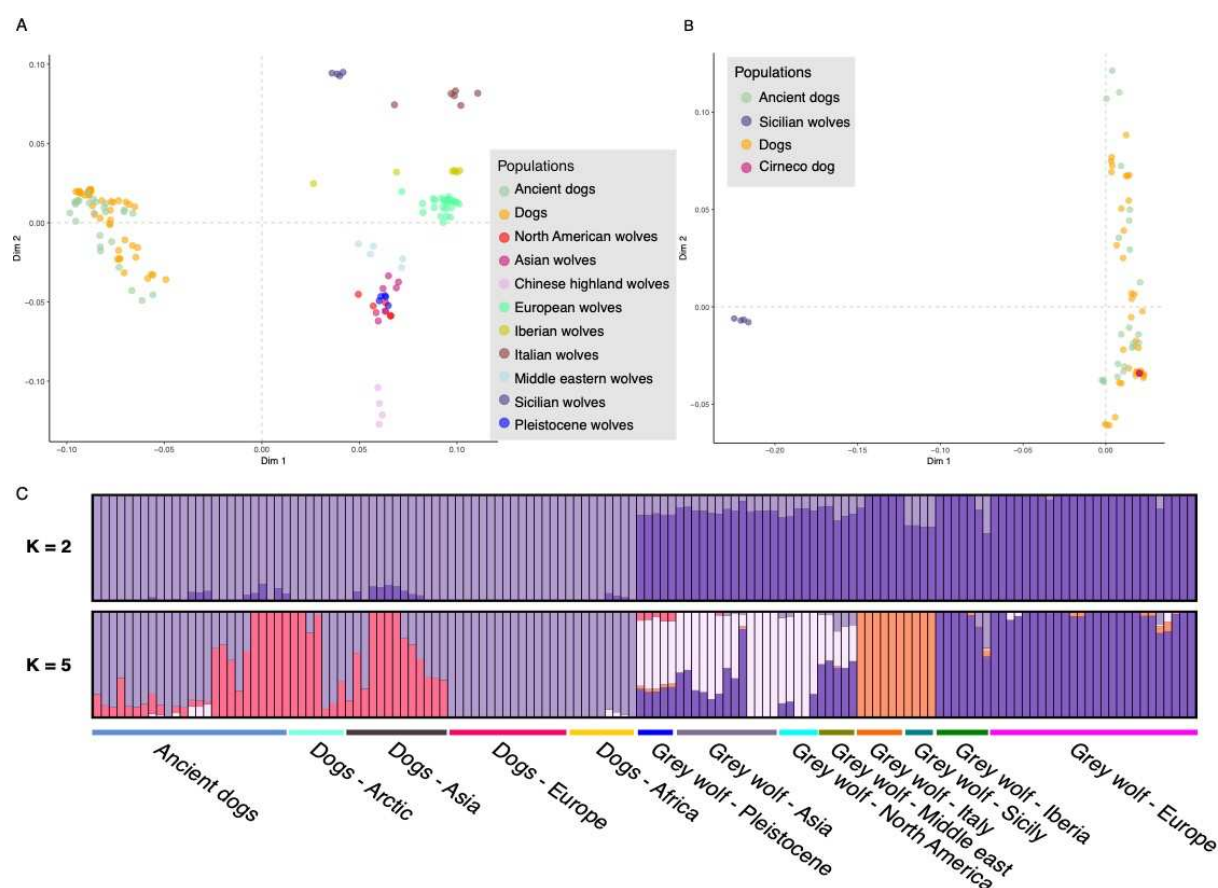 A
0.10
0.05
0.00
−0.05
−0.10
Dim 2
−0.10
−0.05
0.00
0.05
0.10
Dim 1
Populations
Ancient dogs
Dogs
North American wolves
Asian wolves
Chinese highland wolves
European wolves
Iberian wolves
Italian wolves
Middle eastern wolves
Sicilian wolves
Pleistocene wolves
B
0.10
0.05
0.00
−0.05
Dim 2
−0.20
−0.15
−0.10
−0.05
0.00
Dim 1
Populations
Ancient dogs
Sicilian wolves
Dogs
Cirneco dog
C
K = 2
K = 5
Ancient dogs
Dogs - Arctic
Dogs - Asia
Dogs - Europe
Dogs - Africa
Grey wolf - Pleistocene
Grey wolf - Asia
Grey wolf - North America
Grey wolf - Middle east
Grey wolf - Italy
Grey wolf - Sicily
Grey wolf - Iberia
Grey wolf - Europe